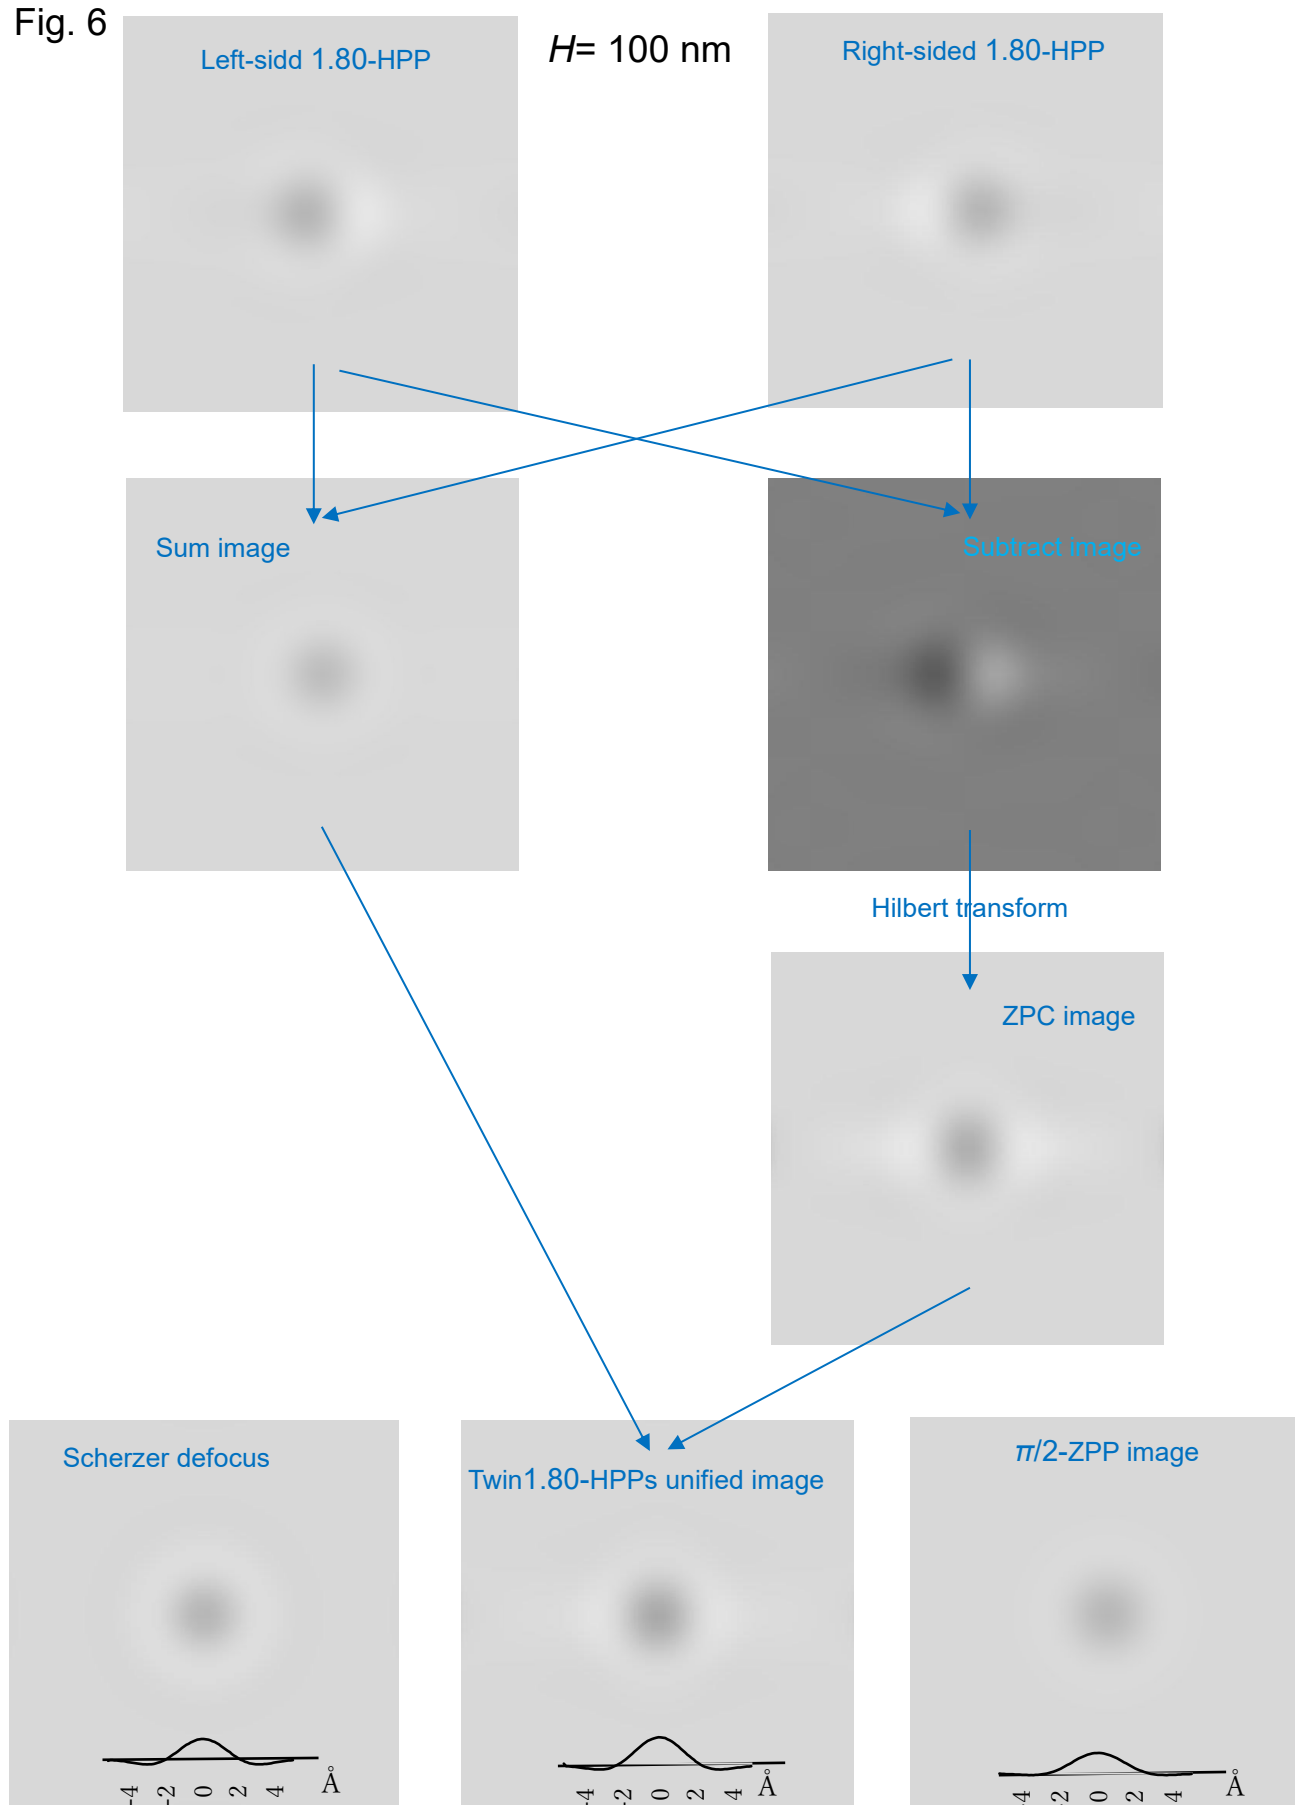 Fig. 6
Left-sidd 1.80-HPP
H= 100 nm
Right-sided 1.80-HPP
Sum image
Subtract image
Hilbert transform
ZPC image
Scherzer defocus
Twin1.80-HPPs unified image
π/2-ZPP image
-4 -2 0 2 4 Å
-4 -2 0 2 4 Å
-4 -2 0 2 4 Å